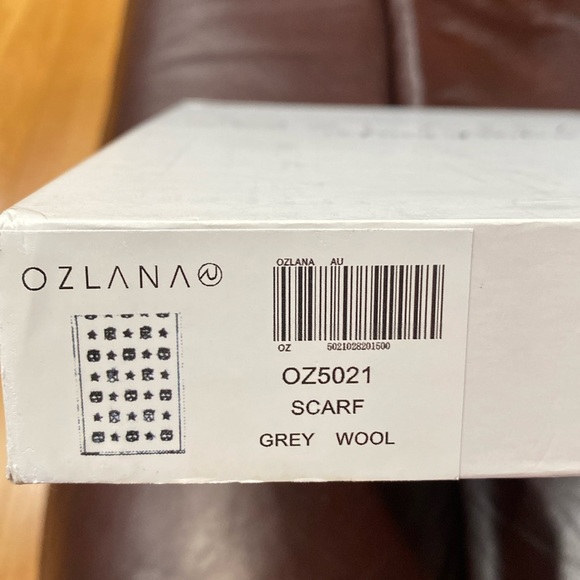 OZLANA
OZLANA AU
OZ 5021028201500
OZ5021
SCARF
GREY WOOL